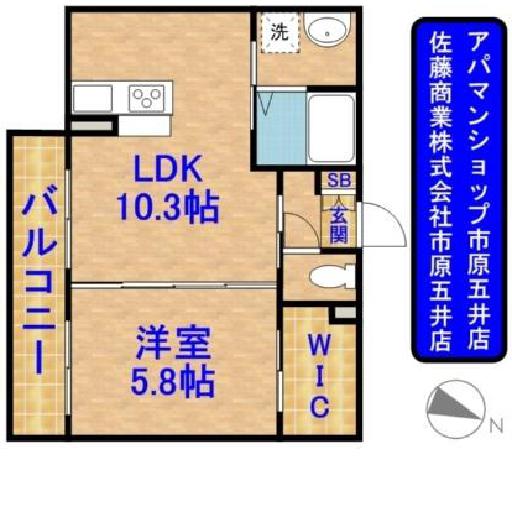 洗
LDK
10.3帖
SB
玄関
バルコニー
洋室
5.8帖
WIC
アパマンショップ市原五井店
佐藤商業株式会社市原五井店
N